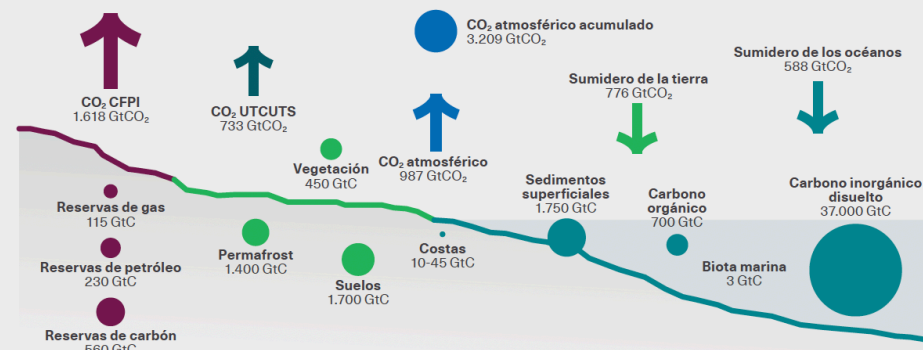 CO₂ CFPI
1.618 GtCO₂
CO₂ UTCUTS
733 GtCO₂
CO₂ atmosférico acumulado
3.209 GtCO₂
CO₂ atmosférico
987 GtCO₂
Sumidero de la tierra
776 GtCO₂
Sumidero de los océanos
588 GtCO₂
Reservas de gas
115 GtC
Reservas de petróleo
230 GtC
Reservas de carbón
560 GtC
Vegetación
450 GtC
Permafrost
1.400 GtC
Suelos
1.700 GtC
Costas
10-45 GtC
Sedimentos
superficiales
1.750 GtC
Carbono
orgánico
700 GtC
Biota marina
3 GtC
Carbono inorgánico
disuelto
37.000 GtC